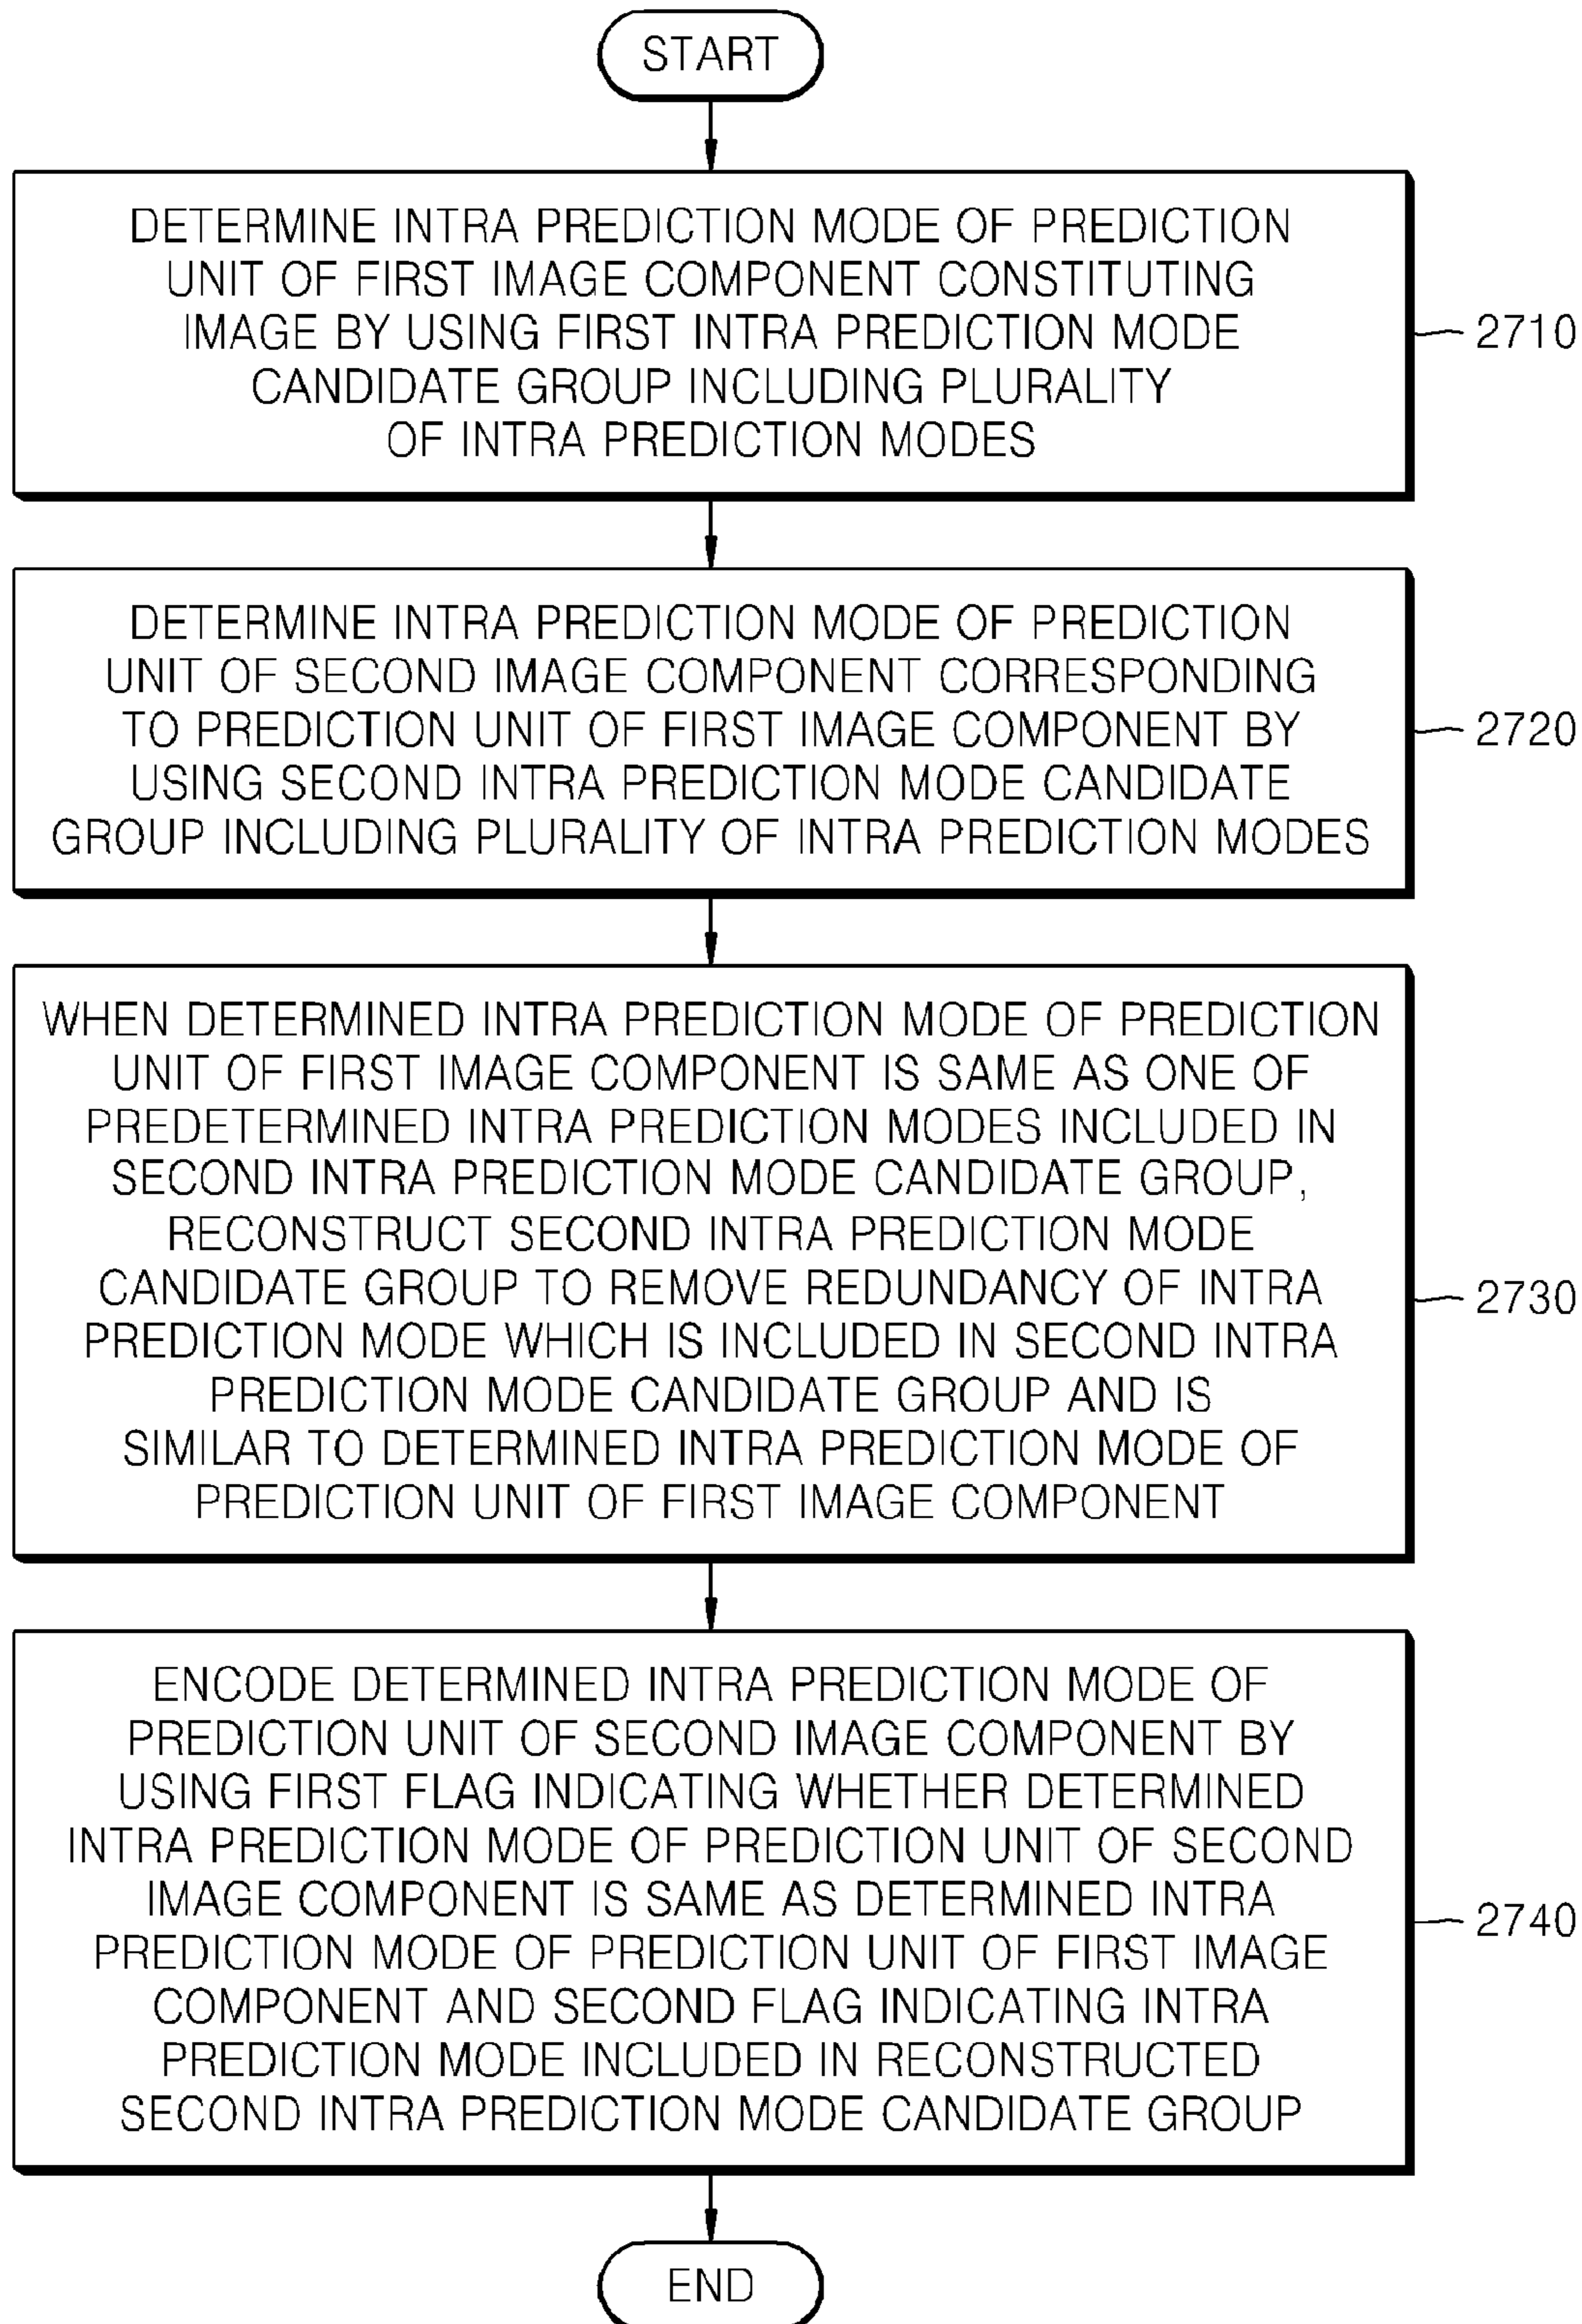 START
DETERMINE INTRA PREDICTION MODE OF PREDICTION
UNIT OF FIRST IMAGE COMPONENT CONSTITUTING
IMAGE BY USING FIRST INTRA PREDICTION MODE
CANDIDATE GROUP INCLUDING PLURALITY
OF INTRA PREDICTION MODES
2710
DETERMINE INTRA PREDICTION MODE OF PREDICTION
UNIT OF SECOND IMAGE COMPONENT CORRESPONDING
TO PREDICTION UNIT OF FIRST IMAGE COMPONENT BY
USING SECOND INTRA PREDICTION MODE CANDIDATE
GROUP INCLUDING PLURALITY OF INTRA PREDICTION MODES
2720
WHEN DETERMINED INTRA PREDICTION MODE OF PREDICTION
UNIT OF FIRST IMAGE COMPONENT IS SAME AS ONE OF
PREDETERMINED INTRA PREDICTION MODES INCLUDED IN
SECOND INTRA PREDICTION MODE CANDIDATE GROUP,
RECONSTRUCT SECOND INTRA PREDICTION MODE
CANDIDATE GROUP TO REMOVE REDUNDANCY OF INTRA
PREDICTION MODE WHICH IS INCLUDED IN SECOND INTRA
PREDICTION MODE CANDIDATE GROUP AND IS
SIMILAR TO DETERMINED INTRA PREDICTION MODE OF
PREDICTION UNIT OF FIRST IMAGE COMPONENT
2730
ENCODE DETERMINED INTRA PREDICTION MODE OF
PREDICTION UNIT OF SECOND IMAGE COMPONENT BY
USING FIRST FLAG INDICATING WHETHER DETERMINED
INTRA PREDICTION MODE OF PREDICTION UNIT OF SECOND
IMAGE COMPONENT IS SAME AS DETERMINED INTRA
PREDICTION MODE OF PREDICTION UNIT OF FIRST IMAGE
COMPONENT AND SECOND FLAG INDICATING INTRA
PREDICTION MODE INCLUDED IN RECONSTRUCTED
SECOND INTRA PREDICTION MODE CANDIDATE GROUP
2740
END